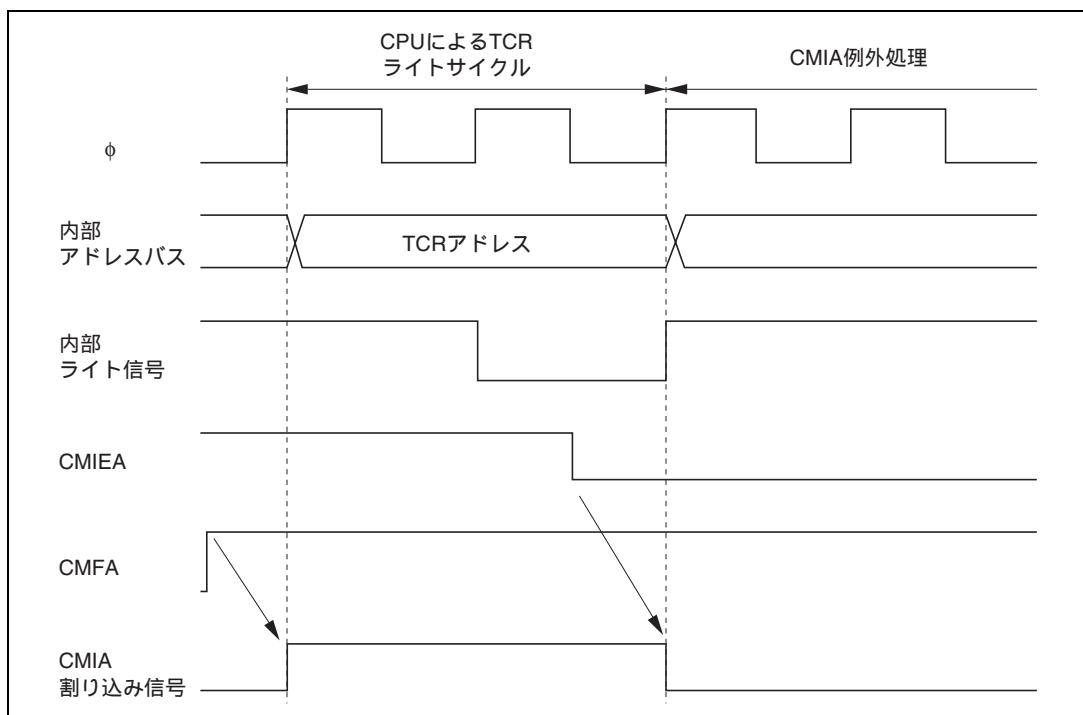 CPUによるTCR
ライトサイクル
CMIA例外処理
φ
内部
アドレスバス
TCRアドレス
内部
ライト信号
CMIEA
CMFA
CMIA
割り込み信号